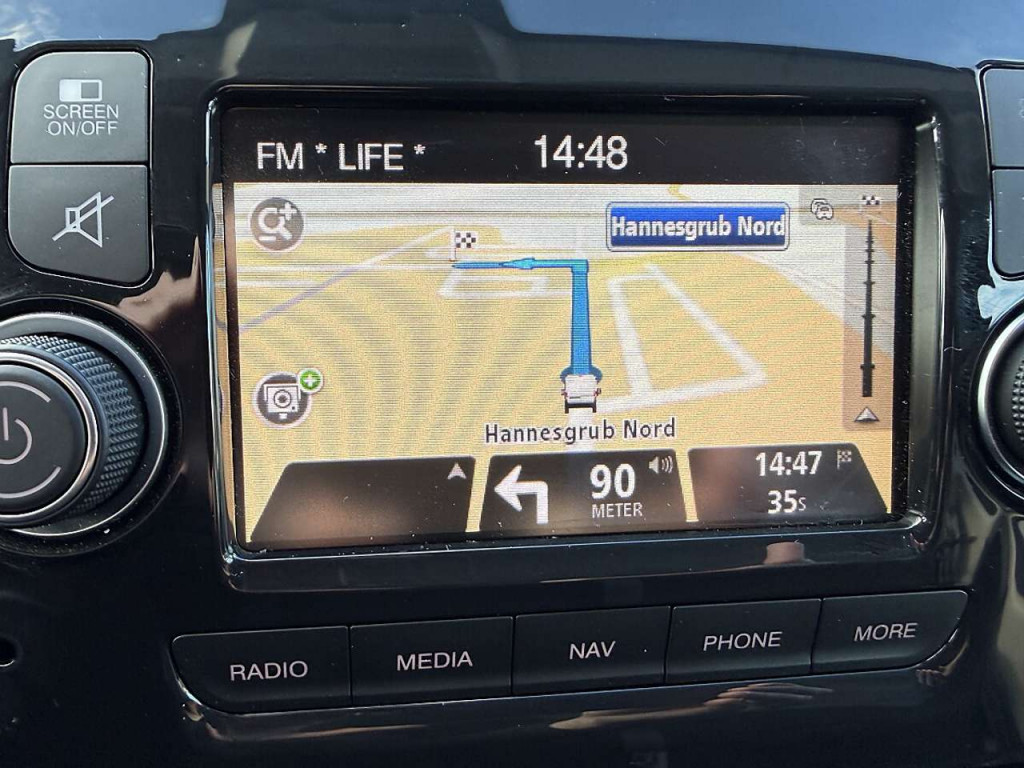 SCREEN
ON/OFF
FM * LIFE *
14:48
Hannesgrub Nord
Hannesgrub Nord
90
METER
14:47
35s
RADIO
MEDIA
NAV
PHONE
MORE